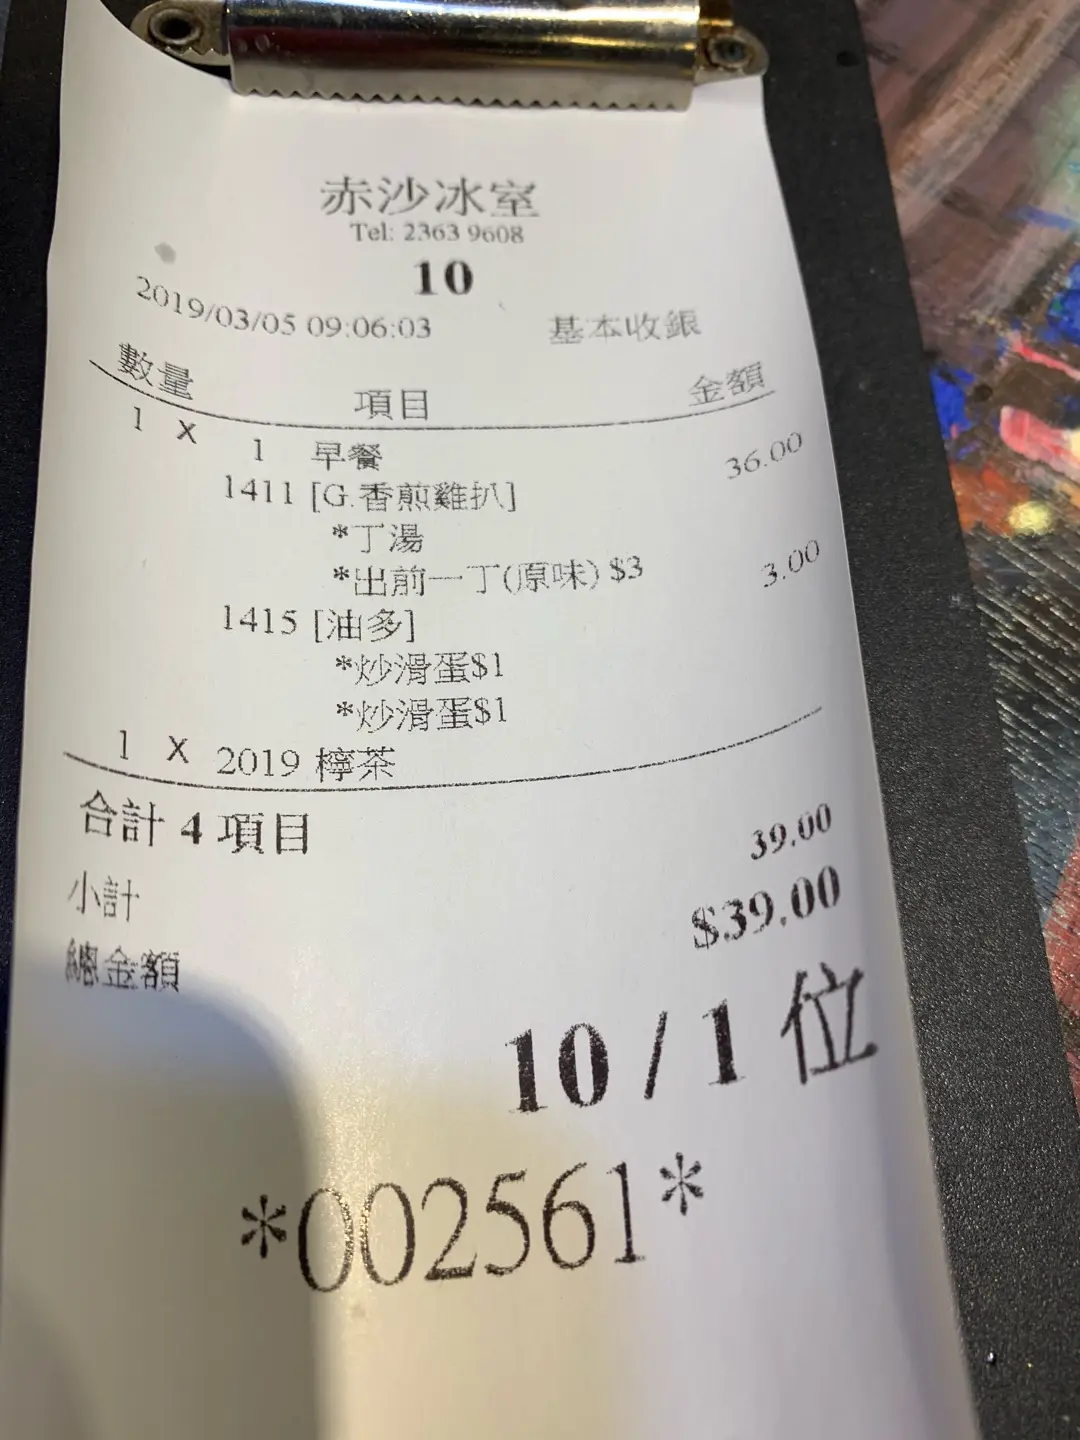 赤沙冰室
Tel: 2363 9608
10
2019/03/05 09:06:03 基本收銀
數量 項目 金額
1 X 1 早餐 36.00
1411 [G.香煎雞扒]
*丁湯
*出前一丁(原味) $3 3.00
1415 [油多]
*炒滑蛋$1
*炒滑蛋$1
1 X 2019 檸茶
合計 4 項目
小計 39.00
總金額 $39.00
10 / 1 位
*002561*